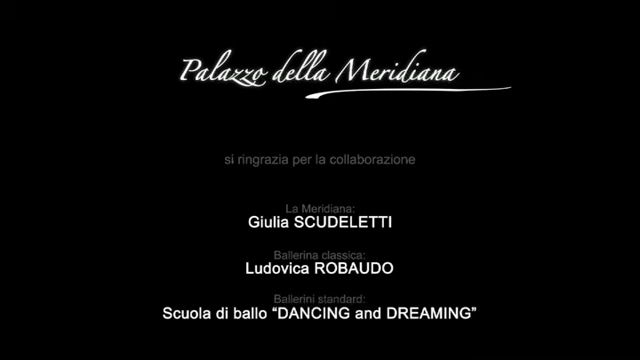 Palazzo della Meridiana
si ringrazia per la collaborazione
La Meridiana:
Giulia SCUDELETTI
Ballerina classica:
Ludovica ROBAUDO
Ballerini standard:
Scuola di ballo “DANCING and DREAMING”